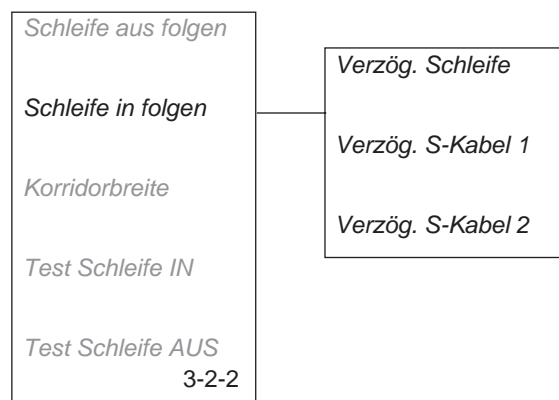 Schleife aus folgen
Schleife in folgen
Korridorbreite
Test Schleife IN
Test Schleife AUS
3-2-2
Verzög. Schleife
Verzög. S-Kabel 1
Verzög. S-Kabel 2